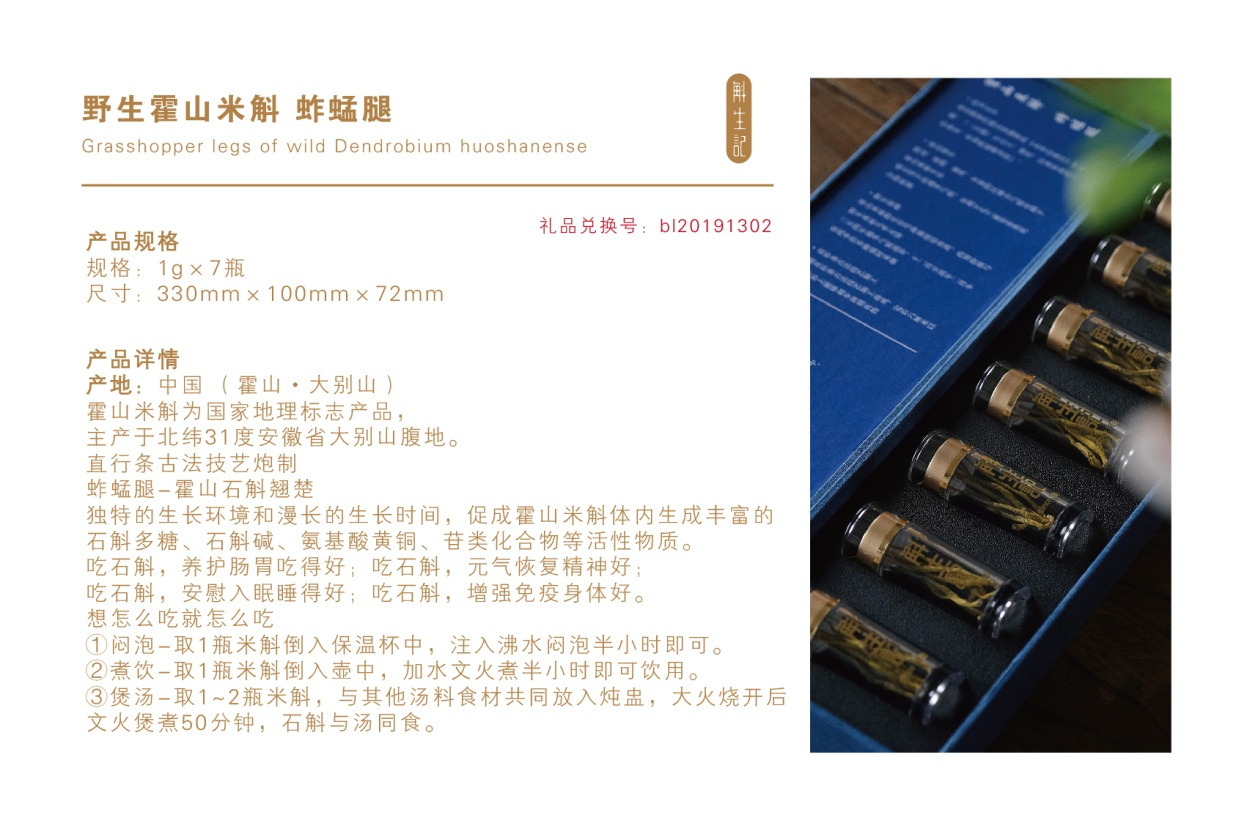 野生霍山米斛 蚱蜢腿
Grasshopper legs of wild Dendrobium huoshanense
斛生記
礼品兑换号：bl20191302
产品规格
规格：1g×7瓶
尺寸：330mm×100mm×72mm
产品详情
产地：中国 （霍山·大别山）
霍山米斛为国家地理标志产品，
主产于北纬31度安徽省大别山腹地。
直行条古法技艺炮制
蚱蜢腿–霍山石斛翘楚
独特的生长环境和漫长的生长时间，促成霍山米斛体内生成丰富的
石斛多糖、石斛碱、氨基酸黄铜、苷类化合物等活性物质。
吃石斛，养护肠胃吃得好；吃石斛，元气恢复精神好；
吃石斛，安慰入眠睡得好；吃石斛，增强免疫身体好。
想怎么吃就怎么吃
①闷泡–取1瓶米斛倒入保温杯中，注入沸水闷泡半小时即可。
②煮饮–取1瓶米斛倒入壶中，加水文火煮半小时即可饮用。
③煲汤–取1~2瓶米斛，与其他汤料食材共同放入炖盅，大火烧开后
文火煲煮50分钟，石斛与汤同食。